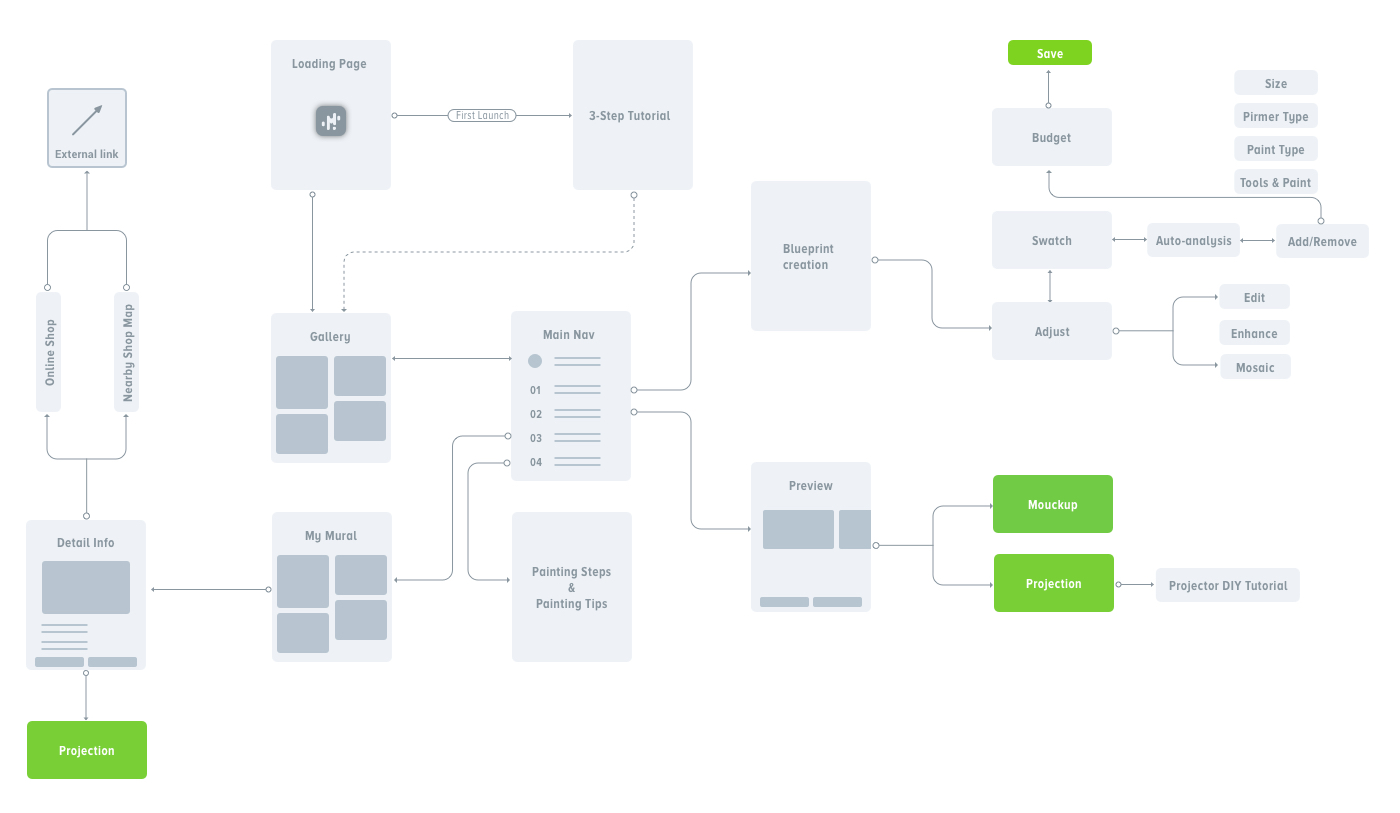 Loading Page
First Launch
3-Step Tutorial
Save
Size
Pirmer Type
Paint Type
Tools & Paint
Budget
External link
Swatch
Auto-analysis
Add/Remove
Blueprint
creation
Adjust
Edit
Enhance
Mosaic
Online Shop
Nearby Shop Map
Gallery
Main Nav
01
02
03
04
Preview
Mouckup
Projection
Projector DIY Tutorial
Detail Info
My Mural
Painting Steps
&
Painting Tips
Projection